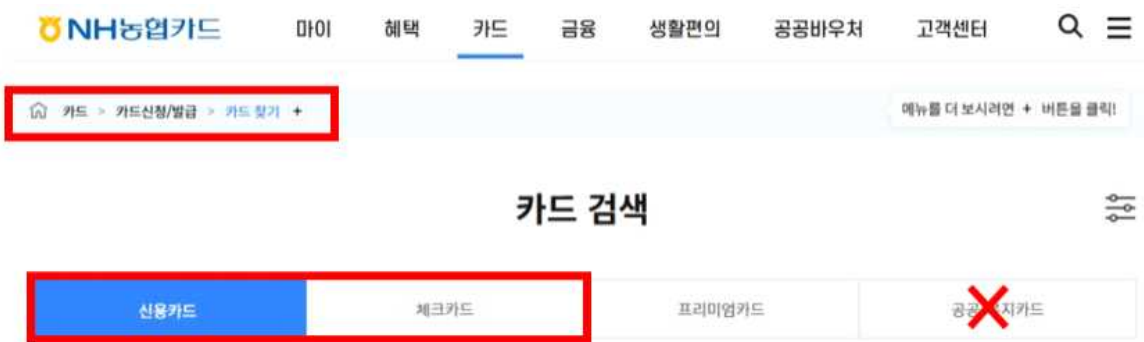 NH농협카드 마이 혜택 카드 금융 생활편의 공공바우처 고객센터
카드 > 카드신청/발급 > 카드 찾기 +
메뉴를 더 보시려면 + 버튼을 클릭!
카드 검색
신용카드 체크카드 프리미엄카드 공공 지카드